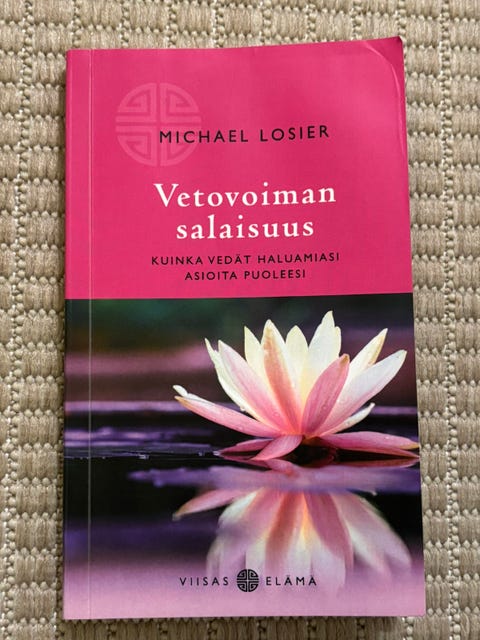 MICHAEL LOSIER
Vetovoiman
salaisuus
KUINKA VEDÄT HALUAMIASI
ASIOITA PUOLEESI
VIISAS ELÄMÄ